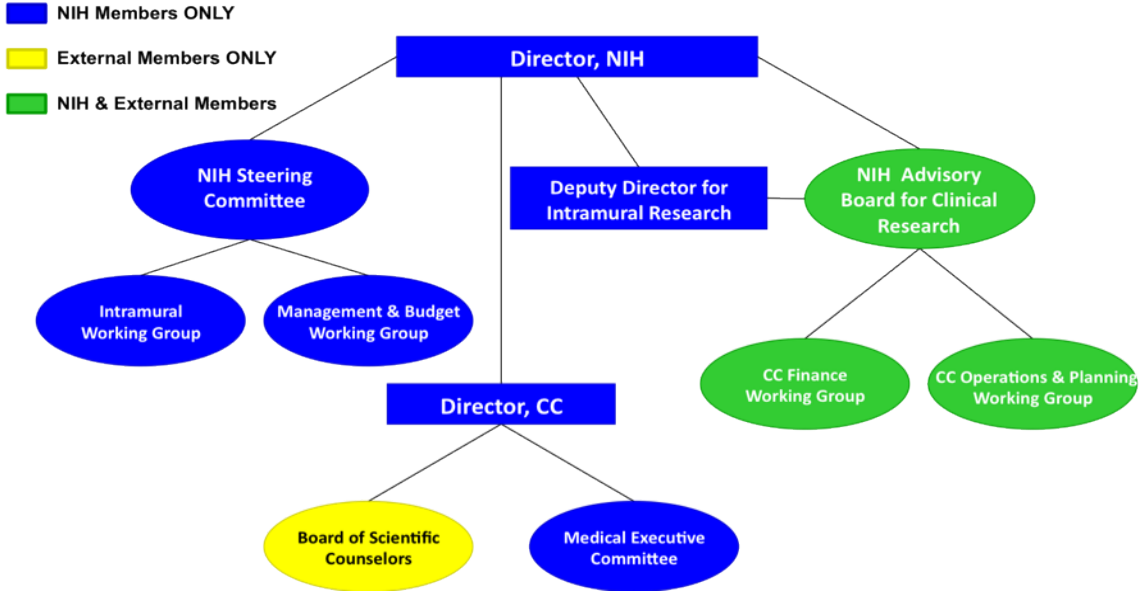 NIH Members ONLY
External Members ONLY
NIH & External Members
Director, NIH
NIH Steering
Committee
Deputy Director for
Intramural Research
NIH Advisory
Board for Clinical
Research
Intramural
Working Group
Management & Budget
Working Group
CC Finance
Working Group
CC Operations & Planning
Working Group
Director, CC
Board of Scientific
Counselors
Medical Executive
Committee